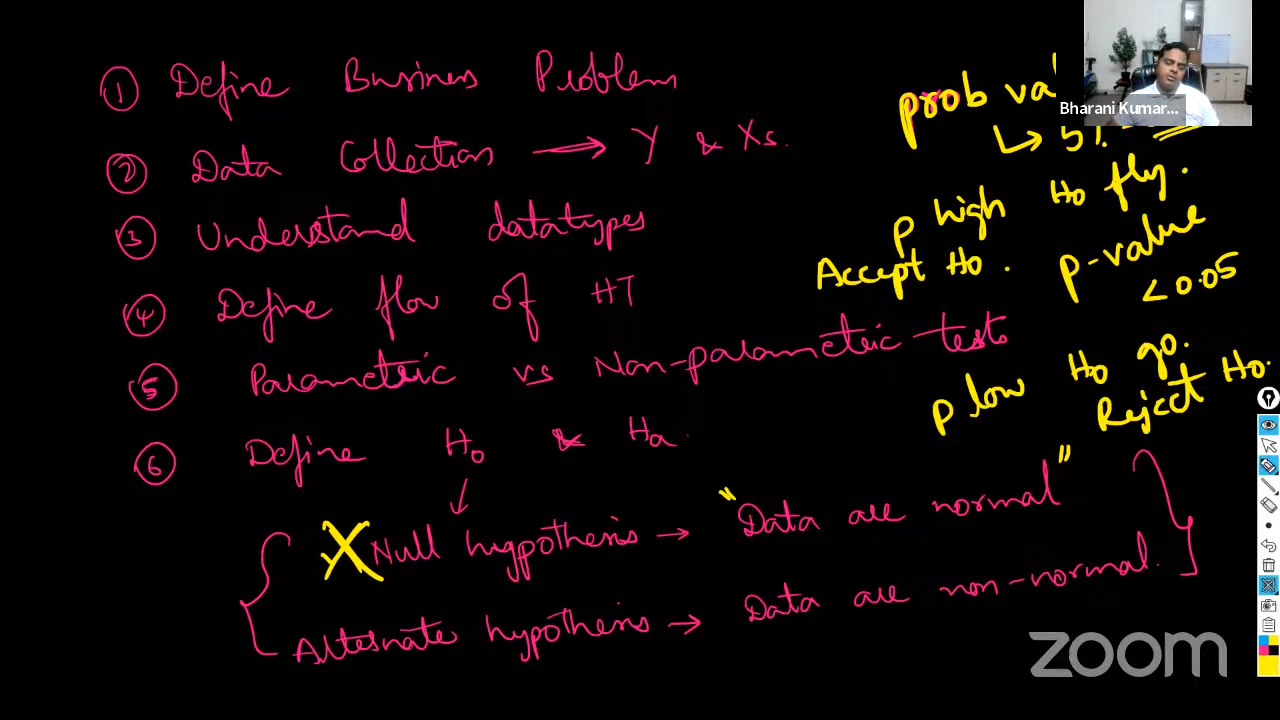 ① Define Business Problem
② Data Collection → Y & Xs.
③ Understand datatypes
④ Define flow of HT
⑤ Parametric vs Non-parametric tests
⑥ Define Ho & Ha.
↓
X Null hypothesis → "Data are normal"
Alternate hypothesis → Data are non-normal.
prob va
↳ 5%
p high Ho fly.
Accept Ho.
p-value
< 0.05
p low Ho go.
Reject Ho.
Bharani Kumar...
zoom